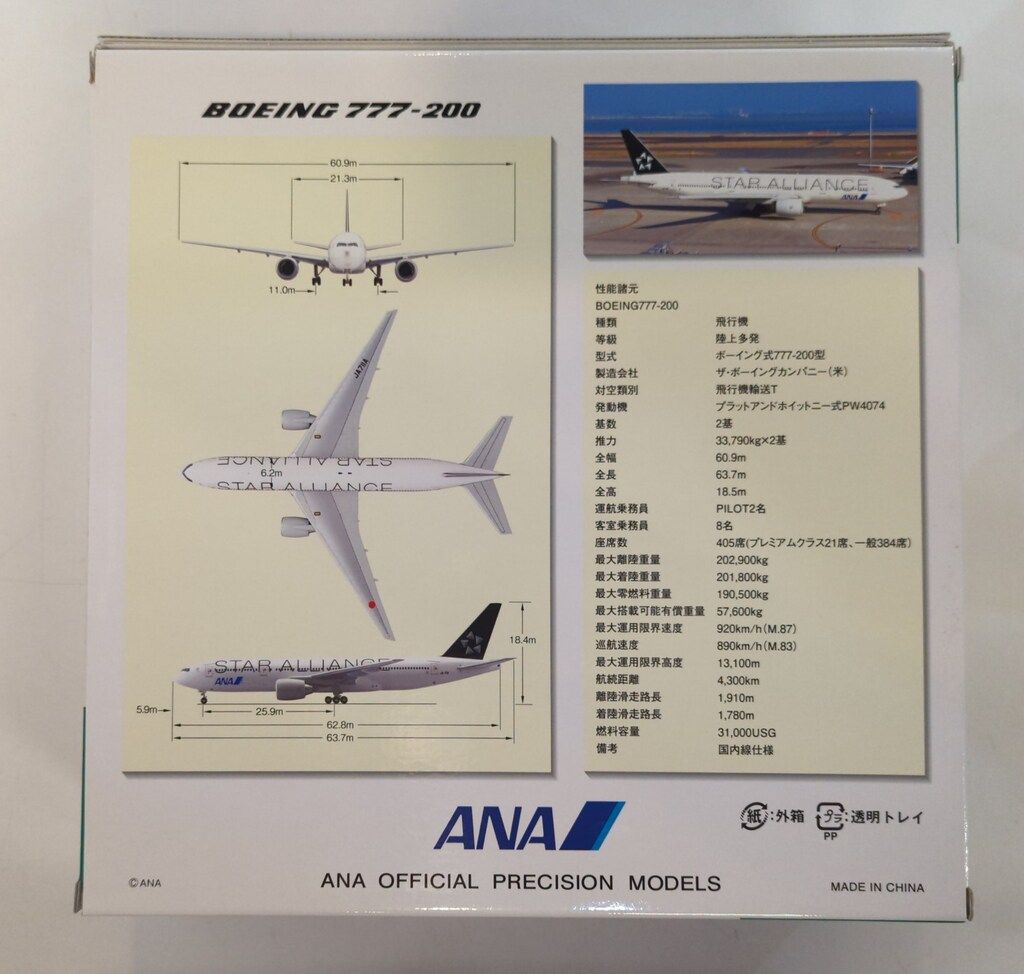 BOEING 777-200
60.9m
21.3m
11.0m
JA711A
STAR ALLIANCE
6.2m
STAR ALLIANCE
18.4m
STAR ALLIANCE
ANA
5.9m
25.9m
62.8m
63.7m
STAR ALLIANCE
ANA
性能諸元
BOEING777-200
種類 飛行機
等級 陸上多発
型式 ボーイング式777-200型
製造会社 ザ・ボーイングカンパニー(米)
対空類別 飛行機輸送T
発動機 プラットアンドホイットニー式PW4074
基数 2基
推力 33,790kg×2基
全幅 60.9m
全長 63.7m
全高 18.5m
運航乗務員 PILOT2名
客室乗務員 8名
座席数 405席(プレミアムクラス21席、一般384席)
最大離陸重量 202,900kg
最大着陸重量 201,800kg
最大零燃料重量 190,500kg
最大搭載可能有償重量 57,600kg
最大運用限界速度 920km/h(M.87)
巡航速度 890km/h(M.83)
最大運用限界高度 13,100m
航続距離 4,300km
離陸滑走路長 1,910m
着陸滑走路長 1,780m
燃料容量 31,000USG
備考 国内線仕様
ANA
紙:外箱 プラ:透明トレイ
PP
©ANA
ANA OFFICIAL PRECISION MODELS
MADE IN CHINA